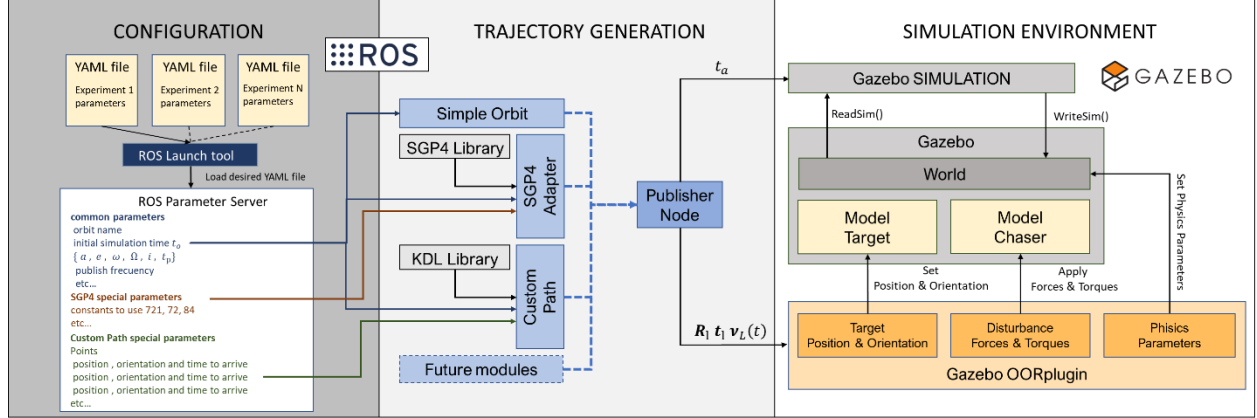 CONFIGURATION
YAML file
Experiment 1
parameters
YAML file
Experiment 2
parameters
YAML file
Experiment N
parameters
ROS Launch tool
Load desired YAML file
ROS Parameter Server
common parameters
orbit name
initial simulation time t₀
{ a , e , ω , Ω , i , tₚ}
publish frecuency
etc...
SGP4 special parameters
constants to use 721, 72, 84
etc...
Custom Path special parameters
Points
position , orientation and time to arrive
position , orientation and time to arrive
position , orientation and time to arrive
etc...
ROS
TRAJECTORY GENERATION
Simple Orbit
SGP4 Library
SGP4
Adapter
KDL Library
Custom
Path
Future modules
Publisher
Node
tₐ
Rₗ tₗ νL(t)
SIMULATION ENVIRONMENT
Gazebo SIMULATION
GAZEBO
ReadSim()
WriteSim()
Gazebo
World
Model
Target
Model
Chaser
Set
Position & Orientation
Apply
Forces & Torques
Set Physics Parameters
Target
Position & Orientation
Disturbance
Forces & Torques
Phisics
Parameters
Gazebo OORplugin